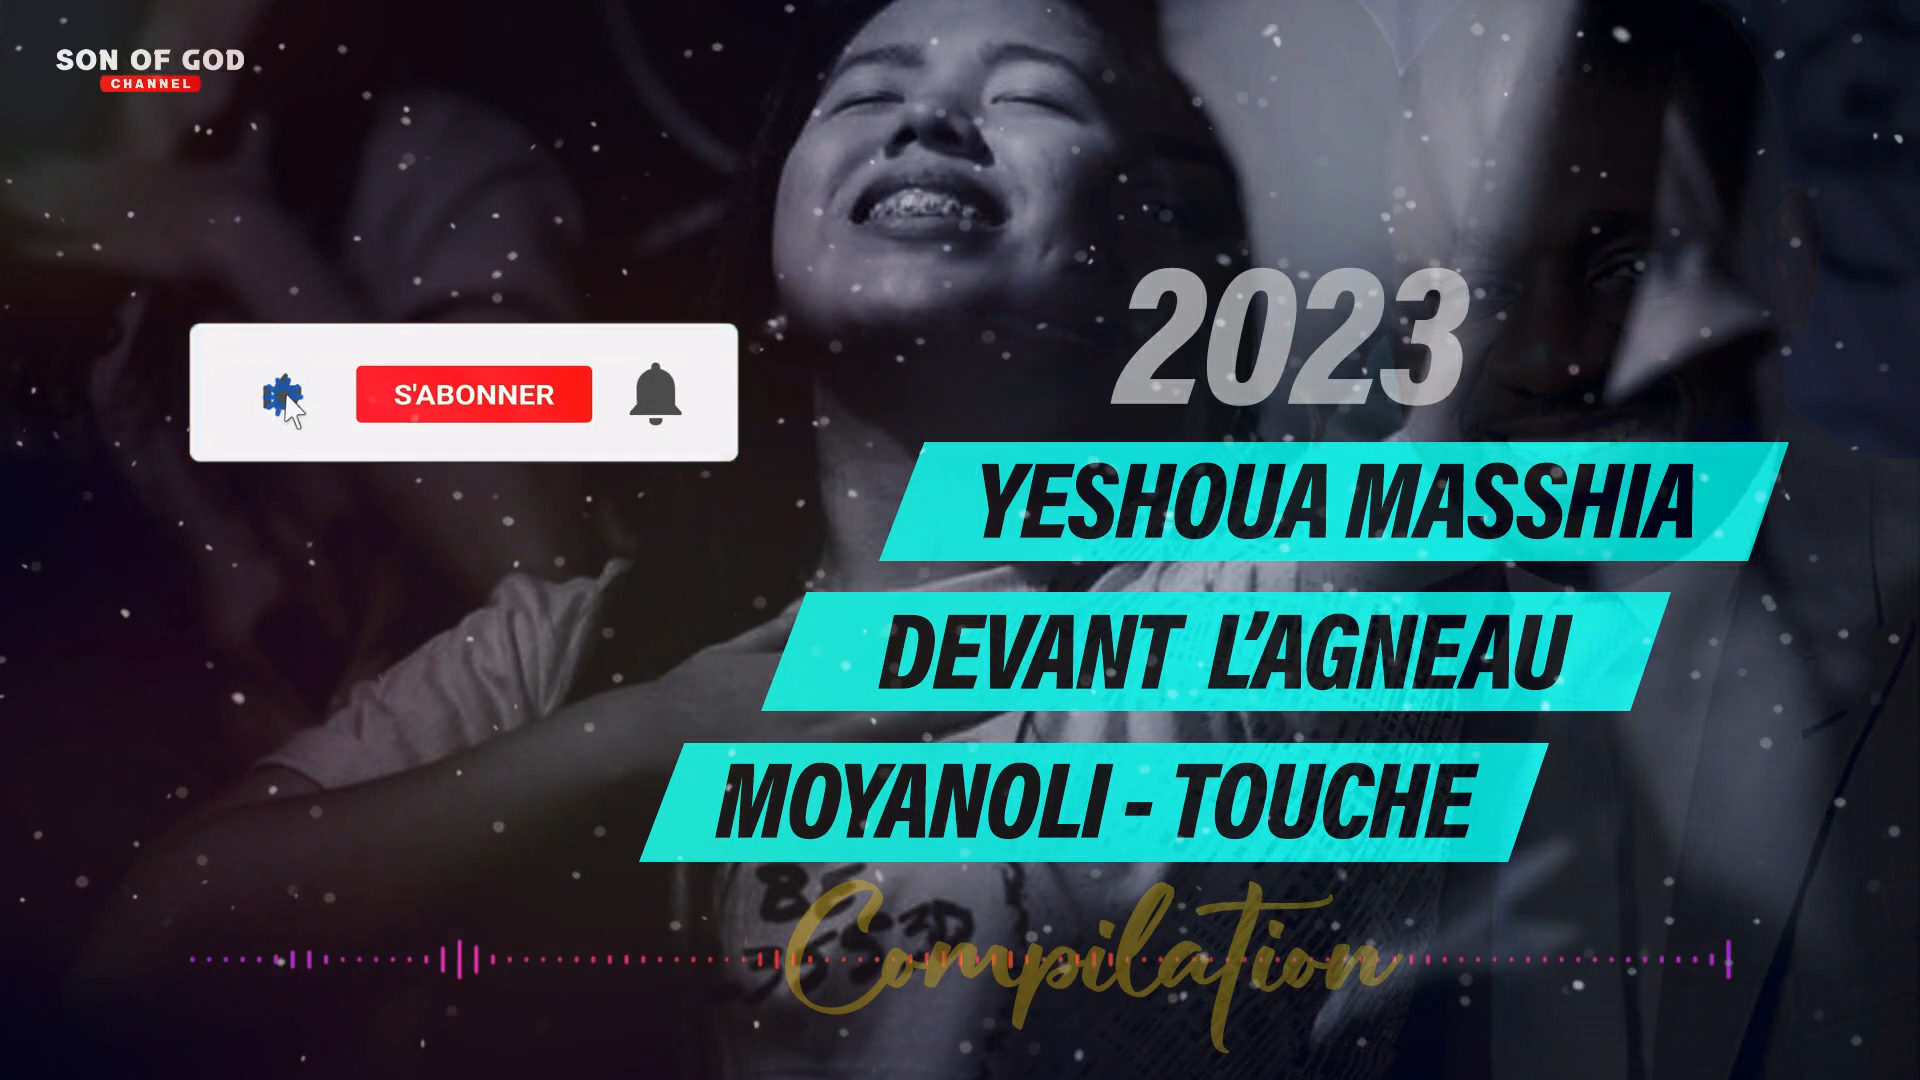 SON OF GOD
CHANNEL
2023
S'ABONNER
YESHOUA MASSHIA
DEVANT L'AGNEAU
MOYANOLI - TOUCHE
Compilation